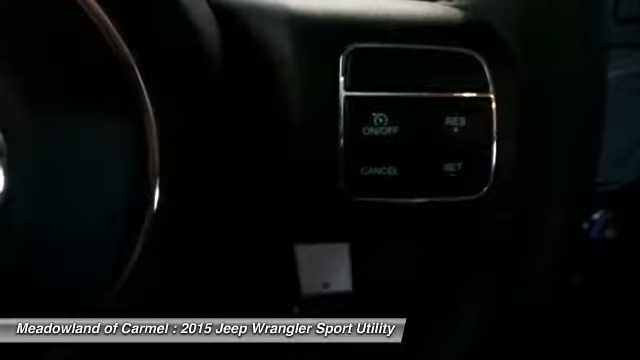 ON/OFF
RES
+
CANCEL
SET
-
Meadowland of Carmel : 2015 Jeep Wrangler Sport Utility